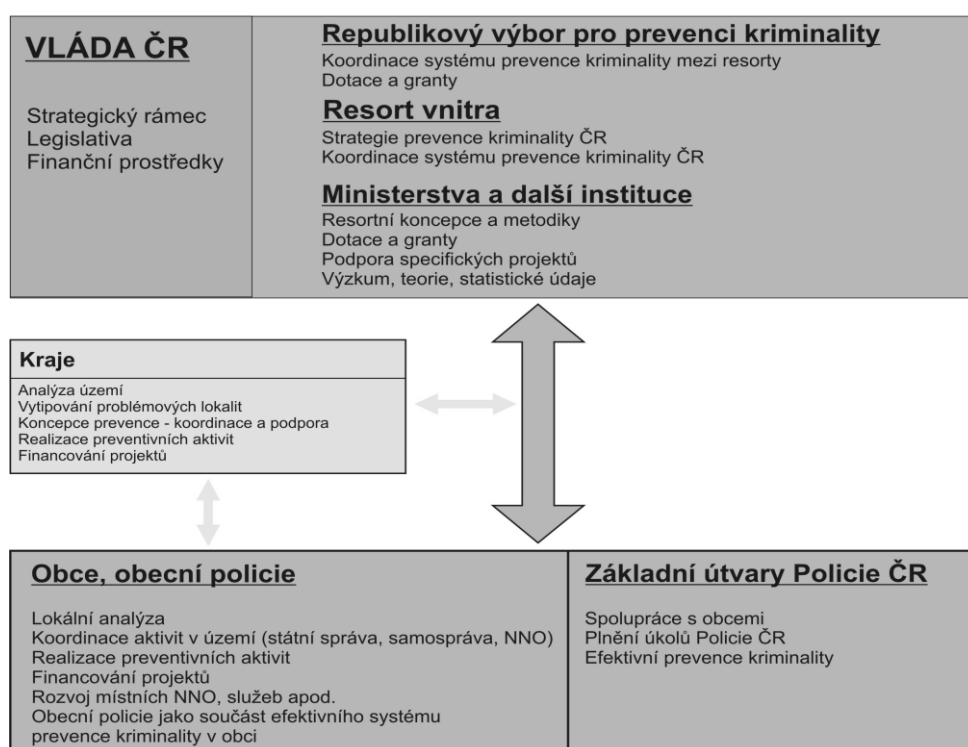 VLÁDA ČR
Strategický rámec
Legislativa
Finanční prostředky
Republikový výbor pro prevenci kriminality
Koordinace systému prevence kriminality mezi resorty
Dotace a granty
Resort vnitra
Strategie prevence kriminality ČR
Koordinace systému prevence kriminality ČR
Ministerstva a další instituce
Resortní koncepce a metodiky
Dotace a granty
Podpora specifických projektů
Výzkum, teorie, statistické údaje
Kraje
Analýza území
Vytipování problémových lokalit
Koncepce prevence - koordinace a podpora
Realizace preventivních aktivit
Financování projektů
Obce, obecní policie
Lokální analýza
Koordinace aktivit v území (státní správa, samospráva, NNO)
Realizace preventivních aktivit
Financování projektů
Rozvoj místních NNO, služeb apod.
Obecní policie jako součást efektivního systému
prevence kriminality v obci
Základní útvary Policie ČR
Spolupráce s obcemi
Plnění úkolů Policie ČR
Efektivní prevence kriminality